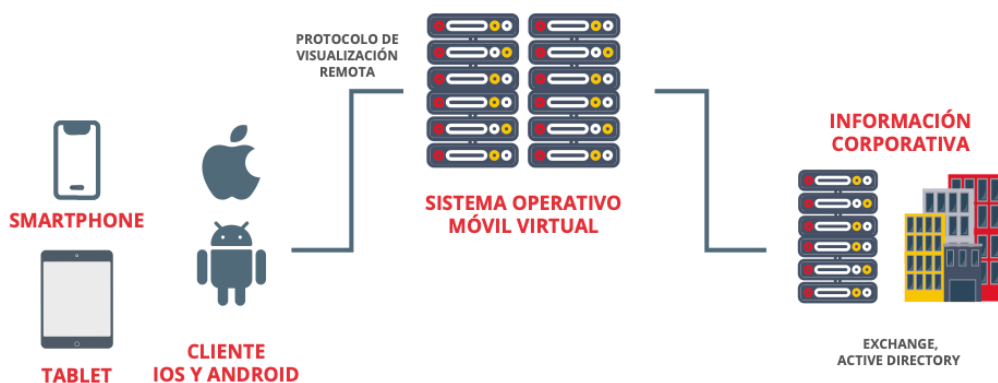 PROTOCOLO DE
VISUALIZACIÓN
REMOTA
SMARTPHONE
TABLET
CLIENTE
IOS Y ANDROID
SISTEMA OPERATIVO
MÓVIL VIRTUAL
INFORMACIÓN
CORPORATIVA
EXCHANGE,
ACTIVE DIRECTORY